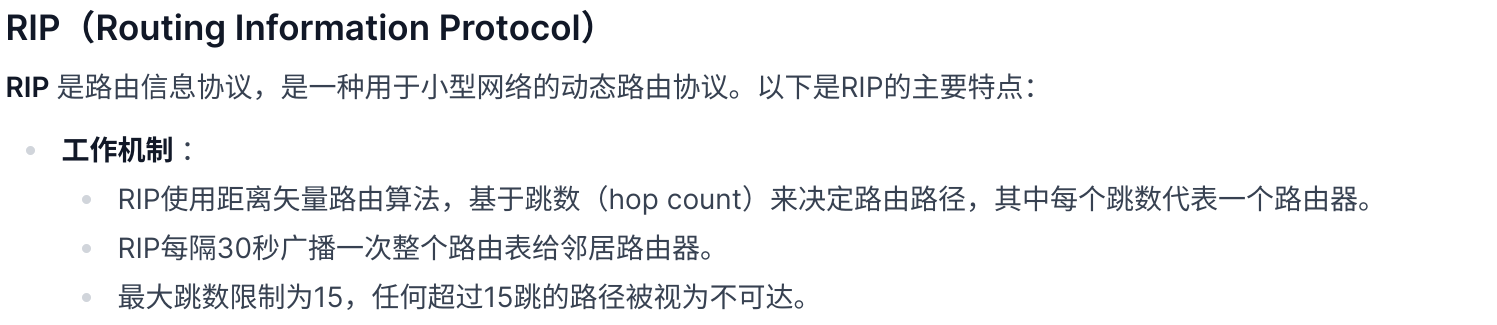 RIP（Routing Information Protocol）
RIP 是路由信息协议，是一种用于小型网络的动态路由协议。以下是RIP的主要特点：
工作机制：
RIP使用距离矢量路由算法，基于跳数（hop count）来决定路由路径，其中每个跳数代表一个路由器。
RIP每隔30秒广播一次整个路由表给邻居路由器。
最大跳数限制为15，任何超过15跳的路径被视为不可达。